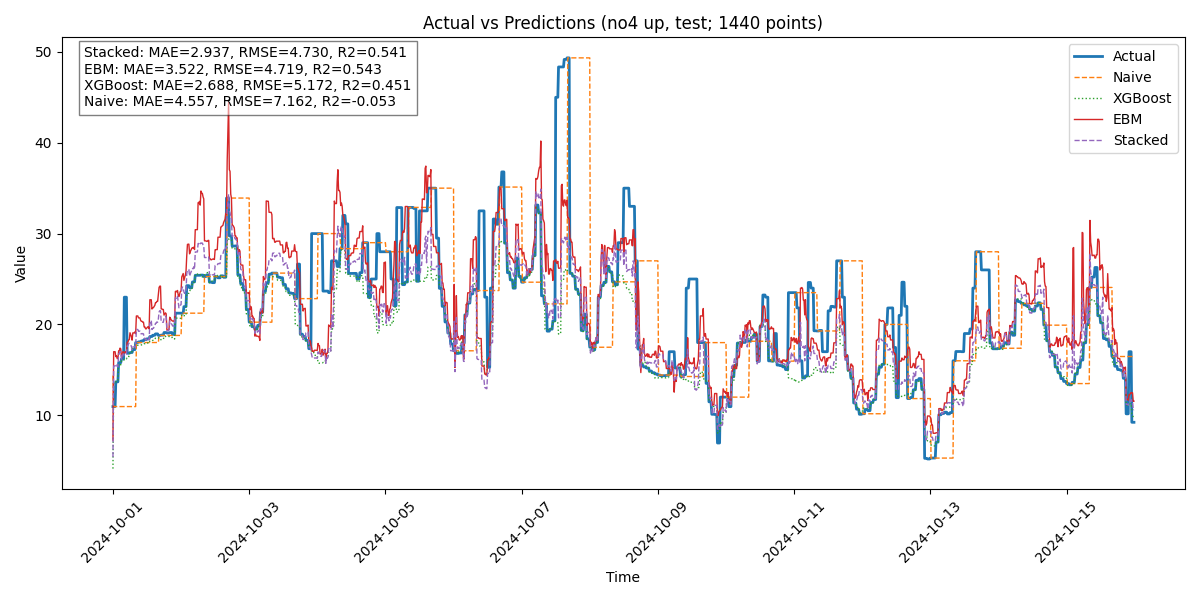 Actual vs Predictions (no4 up, test; 1440 points)
Stacked: MAE=2.937, RMSE=4.730, R2=0.541
EBM: MAE=3.522, RMSE=4.719, R2=0.543
XGBoost: MAE=2.688, RMSE=5.172, R2=0.451
Naive: MAE=4.557, RMSE=7.162, R2=-0.053
Actual
Naive
XGBoost
EBM
Stacked
Value
50
40
30
20
10
2024-10-01
2024-10-03
2024-10-05
2024-10-07
2024-10-09
2024-10-11
2024-10-13
2024-10-15
Time